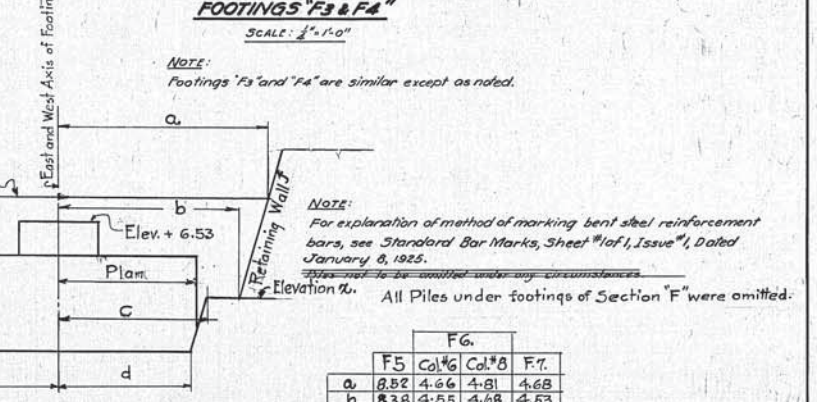 FOOTINGS "F3 & F4"
SCALE: ½"=1'-0"
NOTE:
Footings "F3" and "F4" are similar except as noted.
East and West Axis of Footin
a
b
Retaining Wall
Elev. + 6.53
Plan
Elevation x.
c
d
NOTE:
For explanation of method of marking bent steel reinforcement
bars, see Standard Bar Marks, Sheet #1 of 1, Issue #1, Dated
January 8, 1925.
Piles not to be omitted under any circumstances
All Piles under footings of Section "F" were omitted.
F6.
F5 Col.#6 Col.#8 F.7.
a 8.52 4.66 4.81 4.68
b 8.38 4.55 4.68 4.53